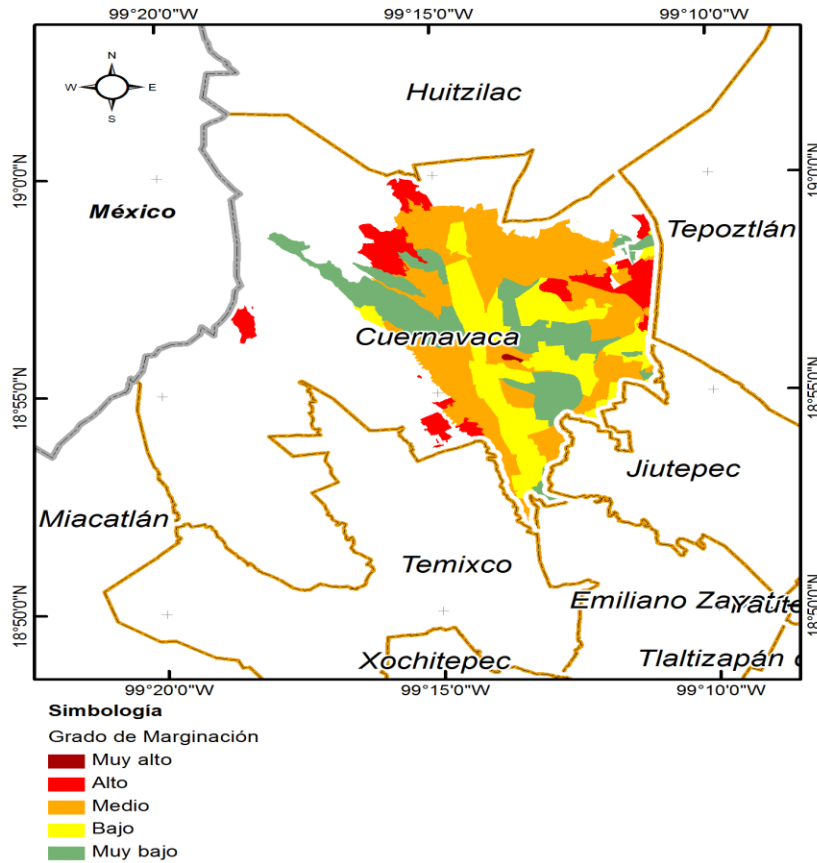 99°20'0"W 99°15'0"W 99°10'0"W
N
W E
S
Huitzilac
19°0'0"N 19°0'0"N
México
Tepoztlán
Cuernavaca
18°55'0"N 18°55'0"N
Jiutepec
Miacatlán
Temixco
Emiliano Zapata
18°50'0"N 18°50'0"N
Xochitepec
Tlaltizapán
99°20'0"W 99°15'0"W 99°10'0"W
Simbología
Grado de Marginación
Muy alto
Alto
Medio
Bajo
Muy bajo